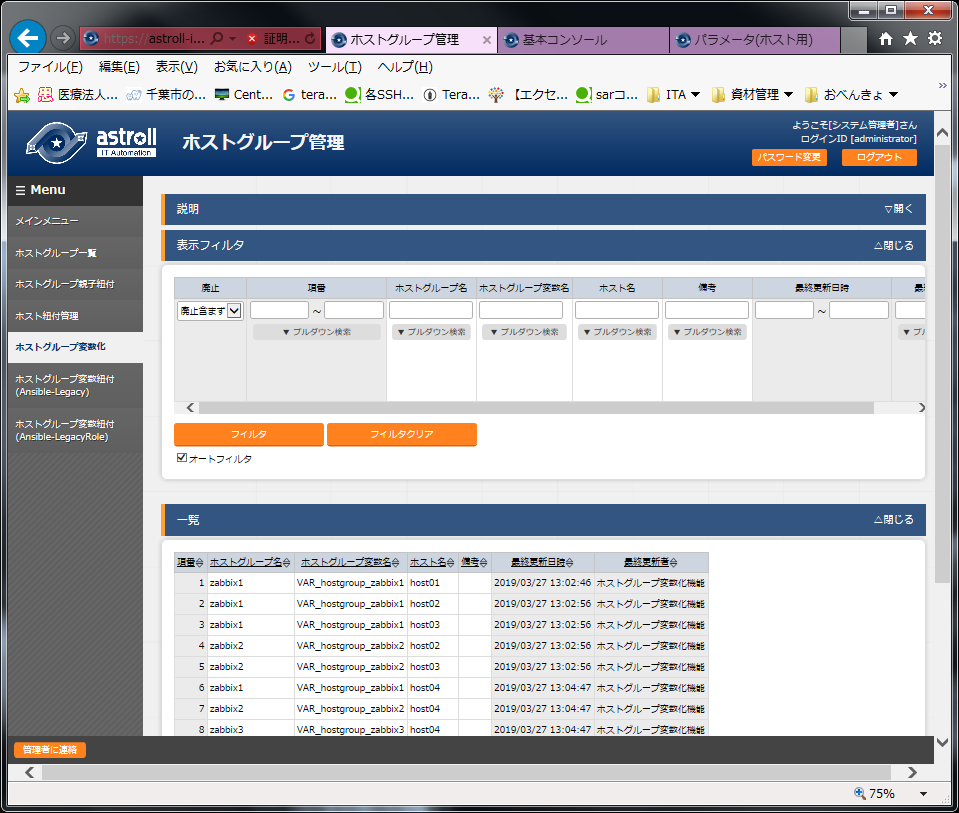 https://astroll-i... 証明... ホストグループ管理 基本コンソール パラメータ(ホスト用)
ファイル(F) 編集(E) 表示(V) お気に入り(A) ツール(T) ヘルプ(H)
医療法人... 千葉市の... Cent... tera... 各SSH... Tera... 【エクセ... sarコ... ITA 資材管理 おべんきょ
astroll
IT Automation
ホストグループ管理
ようこそ[システム管理者]さん
ログインID [administrator]
パスワード変更 ログアウト
☰ Menu
メインメニュー
ホストグループ一覧
ホストグループ親子紐付
ホスト紐付管理
ホストグループ変数化
ホストグループ変数紐付
(Ansible-Legacy)
ホストグループ変数紐付
(Ansible-LegacyRole)
説明 ▽開く
表示フィルタ △閉じる
廃止 項番 ホストグループ名 ホストグループ変数名 ホスト名 備考 最終更新日時
廃止含まず ～ ～
▼ プルダウン検索 ▼ プルダウン検索 ▼ プルダウン検索 ▼ プルダウン検索 ▼ プルダウン検索
フィルタ フィルタクリア
オートフィルタ
一覧 △閉じる
項番 ホストグループ名 ホストグループ変数名 ホスト名 備考 最終更新日時 最終更新者
1 zabbix1 VAR_hostgroup_zabbix1 host01 2019/03/27 13:02:46 ホストグループ変数化機能
2 zabbix1 VAR_hostgroup_zabbix1 host02 2019/03/27 13:02:56 ホストグループ変数化機能
3 zabbix1 VAR_hostgroup_zabbix1 host03 2019/03/27 13:02:56 ホストグループ変数化機能
4 zabbix2 VAR_hostgroup_zabbix2 host02 2019/03/27 13:02:56 ホストグループ変数化機能
5 zabbix2 VAR_hostgroup_zabbix2 host03 2019/03/27 13:02:56 ホストグループ変数化機能
6 zabbix1 VAR_hostgroup_zabbix1 host04 2019/03/27 13:04:47 ホストグループ変数化機能
7 zabbix2 VAR_hostgroup_zabbix2 host04 2019/03/27 13:04:47 ホストグループ変数化機能
8 zabbix3 VAR_hostgroup_zabbix3 host04 2019/03/27 13:04:47 ホストグループ変数化機能
管理者に連絡
75%